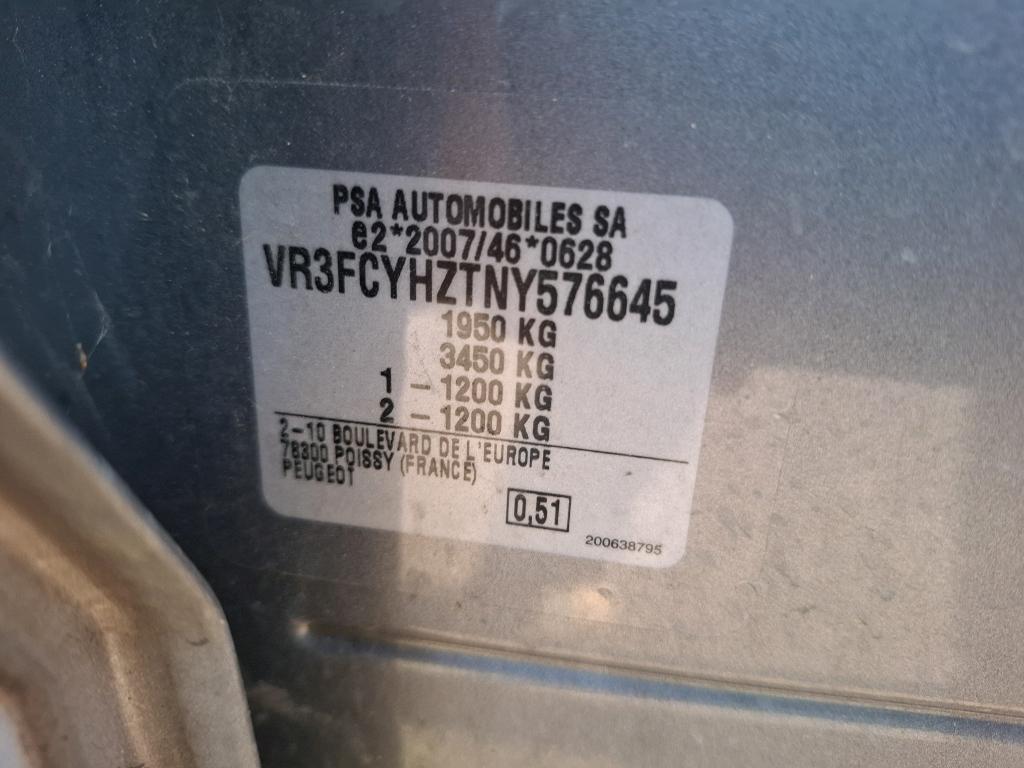 PSA AUTOMOBILES SA
e2*2007/46*0628
VR3FCYHZTNY576645
1950 KG
3450 KG
1 - 1200 KG
2 - 1200 KG
2-10 BOULEVARD DE L'EUROPE
78300 POISSY (FRANCE)
PEUGEOT
0,51
200638795